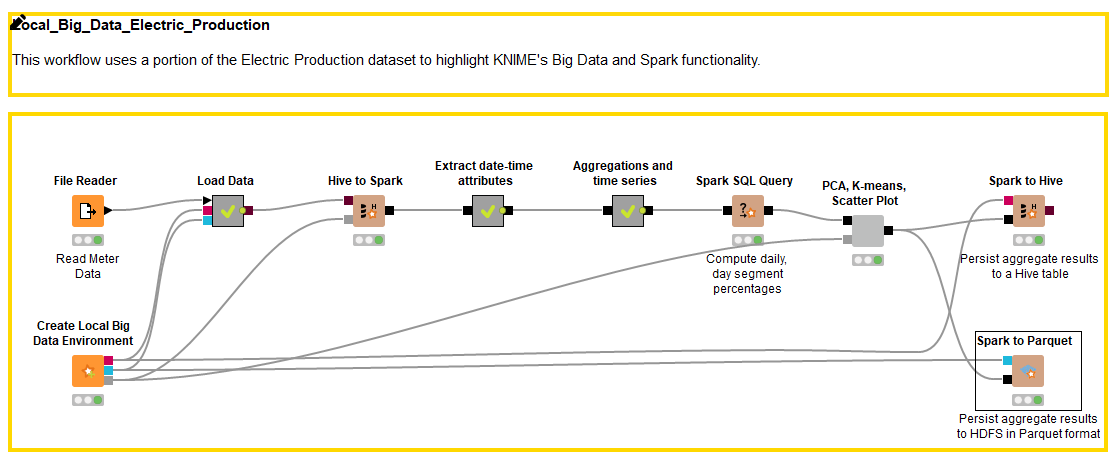 Local_Big_Data_Electric_Production
This workflow uses a portion of the Electric Production dataset to highlight KNIME's Big Data and Spark functionality.
File Reader
Read Meter
Data
Load Data
Hive to Spark
Extract date-time
attributes
Aggregations and
time series
Spark SQL Query
Compute daily,
day segment
percentages
PCA, K-means,
Scatter Plot
Spark to Hive
Persist aggregate results
to a Hive table
Create Local Big
Data Environment
Spark to Parquet
Persist aggregate results
to HDFS in Parquet format